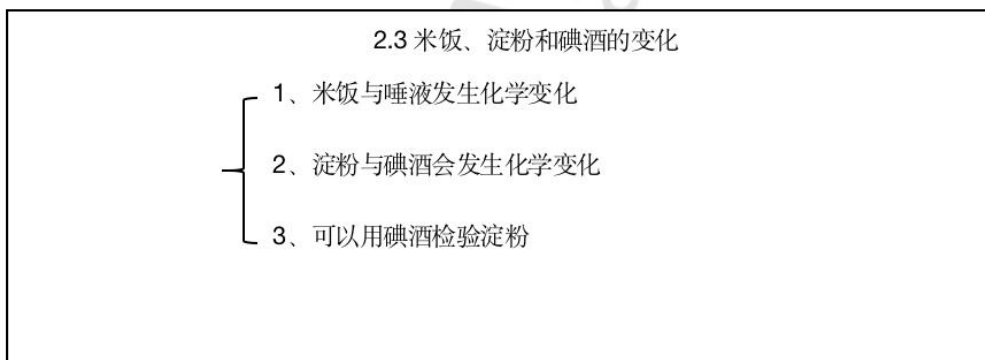 2.3 米饭、淀粉和碘酒的变化
1、米饭与唾液发生化学变化
2、淀粉与碘酒会发生化学变化
3、可以用碘酒检验淀粉